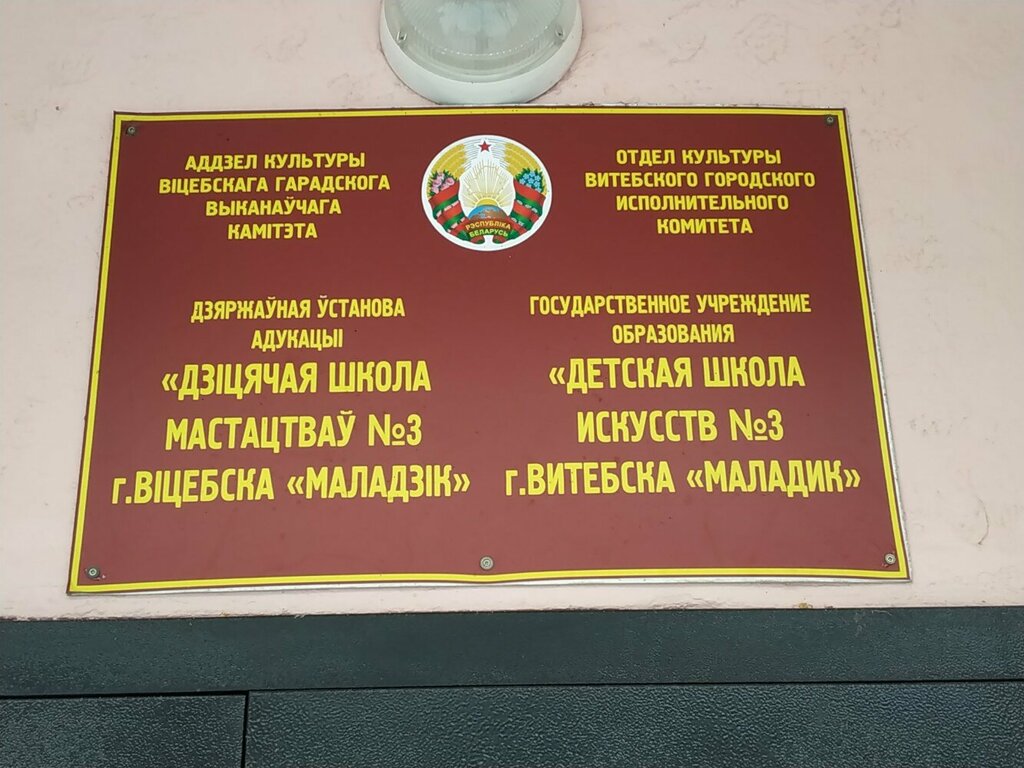 АДДЗЕЛ КУЛЬТУРЫ
ВІЦЕБСКАГА ГАРАДСКОГА
ВЫКАНАЎЧАГА
КАМІТЭТА
РЭСПУБЛІКА
БЕЛАРУСЬ
ОТДЕЛ КУЛЬТУРЫ
ВИТЕБСКОГО ГОРОДСКОГО
ИСПОЛНИТЕЛЬНОГО
КОМИТЕТА
ДЗЯРЖАЎНАЯ ЎСТАНОВА
АДУКАЦЫІ
«ДЗІЦЯЧАЯ ШКОЛА
МАСТАЦТВАЎ №3
г.ВІЦЕБСКА «МАЛАДЗІК»
ГОСУДАРСТВЕННОЕ УЧРЕЖДЕНИЕ
ОБРАЗОВАНИЯ
«ДЕТСКАЯ ШКОЛА
ИСКУССТВ №3
г.ВИТЕБСКА «МАЛАДИК»